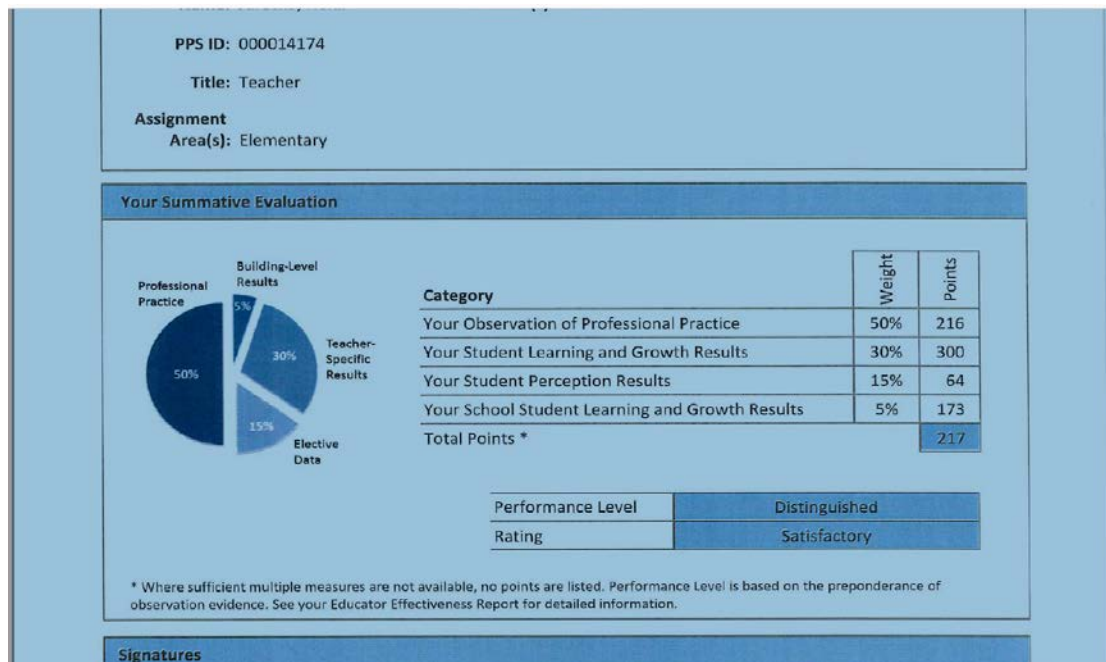 PPS ID: 000014174
Title: Teacher
Assignment
Area(s): Elementary
Your Summative Evaluation
Building-Level
Results
Professional
Practice
5%
Teacher-
Specific
Results
30%
50%
15%
Elective
Data
Category Weight Points
Your Observation of Professional Practice 50% 216
Your Student Learning and Growth Results 30% 300
Your Student Perception Results 15% 64
Your School Student Learning and Growth Results 5% 173
Total Points * 217
Performance Level Distinguished
Rating Satisfactory
* Where sufficient multiple measures are not available, no points are listed. Performance Level is based on the preponderance of
observation evidence. See your Educator Effectiveness Report for detailed information.
Signatures